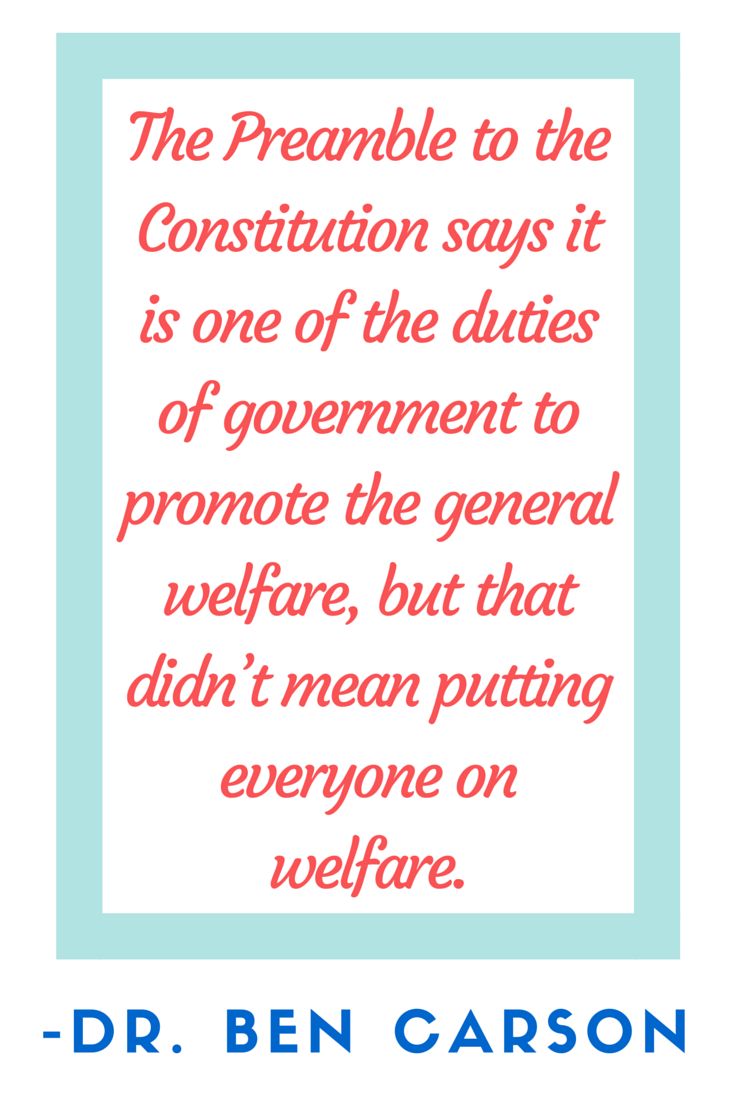 The Preamble to the
Constitution says it
is one of the duties
of government to
promote the general
welfare, but that
didn’t mean putting
everyone on
welfare.
-DR. BEN CARSON